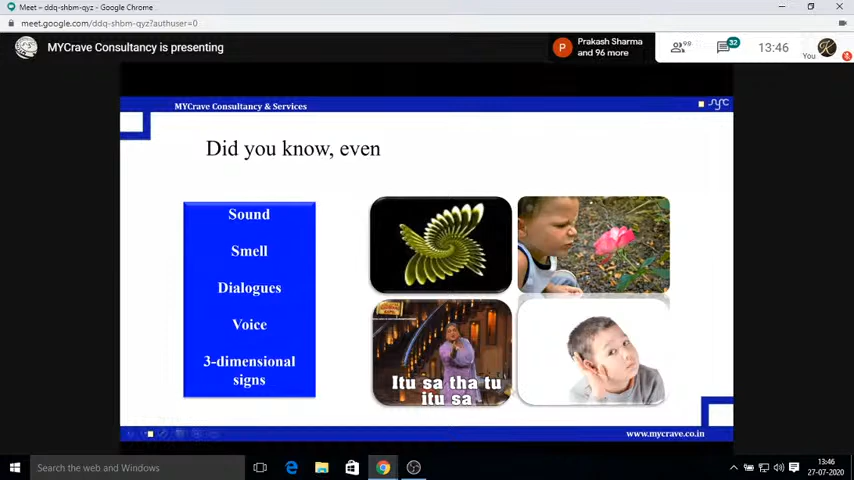 Meet – ddq-shbm-qyz - Google Chrome
meet.google.com/ddq-shbm-qyz?authuser=0
MYCrave Consultancy is presenting
P
Prakash Sharma
and 96 more
98
32
13:46
You
MYCrave Consultancy & Services
Did you know, even
Sound
Smell
Dialogues
Voice
3-dimensional
signs
Itu sa tha tu
itu sa
www.mycrave.co.in
Search the web and Windows
13:46
27-07-2020